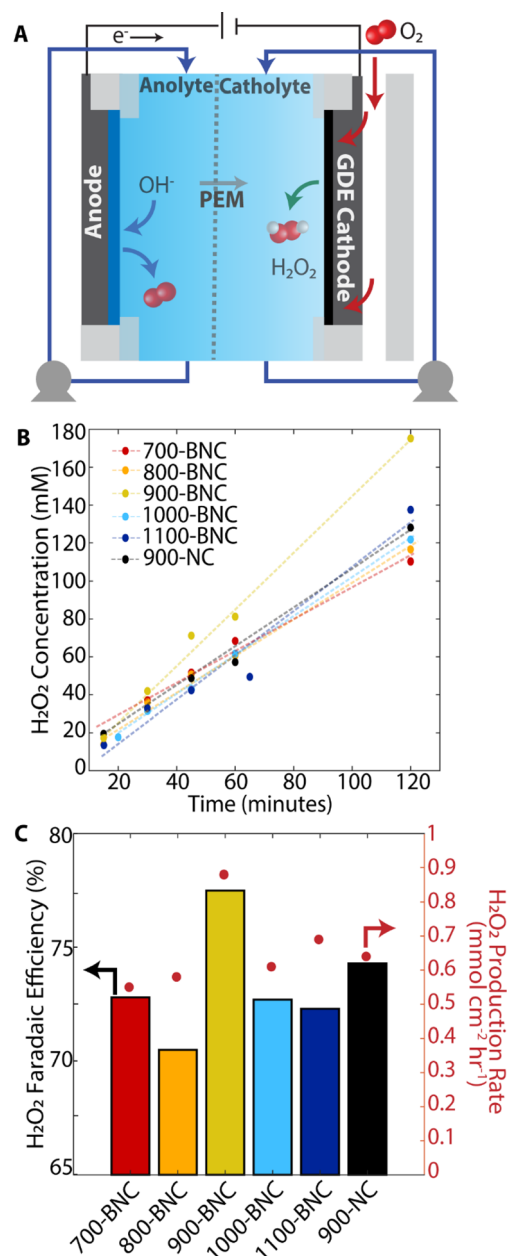 A
e⁻
O₂
Anolyte
Catholyte
Anode
OH⁻
PEM
H₂O₂
GDE Cathode
B
H₂O₂ Concentration (mM)
180
160
140
120
100
80
60
40
20
0
700-BNC
800-BNC
900-BNC
1000-BNC
1100-BNC
900-NC
20
40
60
80
100
120
Time (minutes)
C
H₂O₂ Faradaic Efficiency (%)
80
75
70
65
1
0.9
0.8
0.7
0.6
0.5
0.4
0.3
0.2
0.1
0
H₂O₂ Production Rate
(mmol cm⁻² hr⁻¹)
700-BNC
800-BNC
900-BNC
1000-BNC
1100-BNC
900-NC